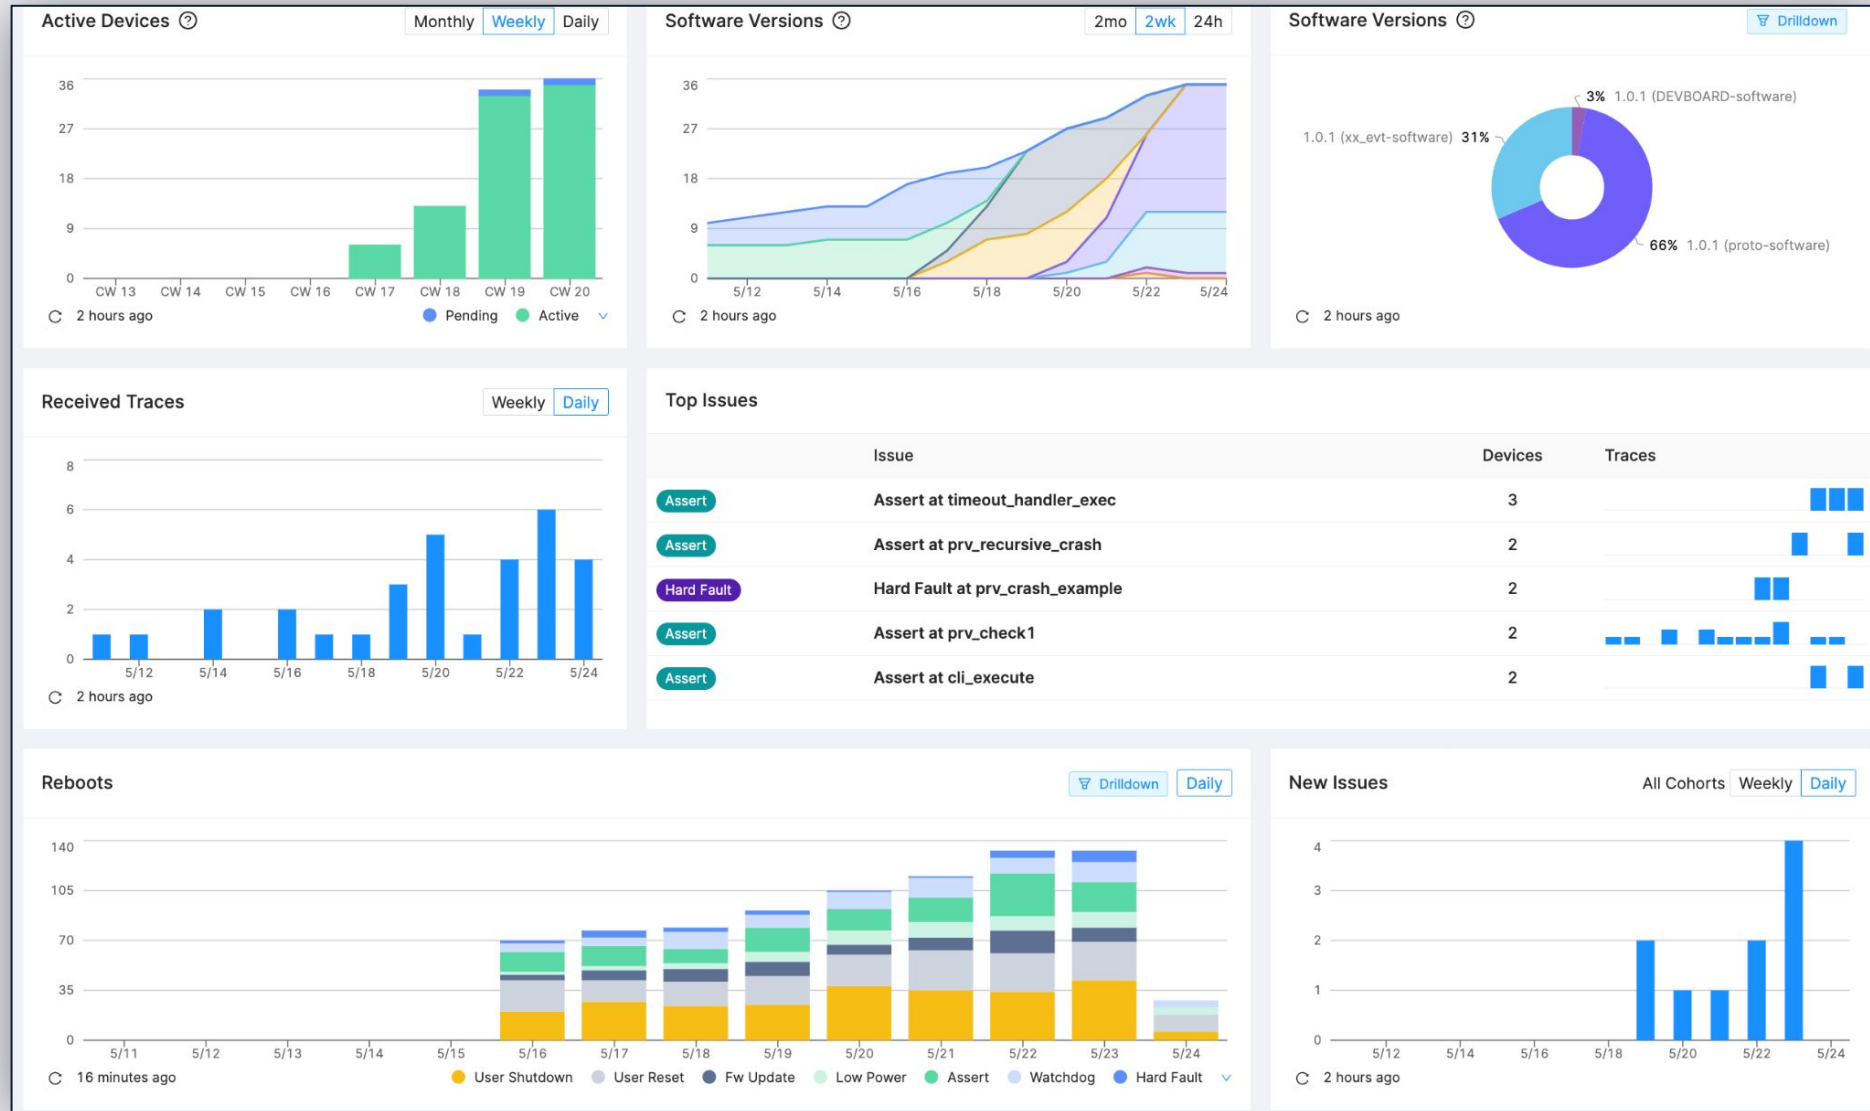 Active Devices
Monthly Weekly Daily
36
27
18
9
0
CW 13 CW 14 CW 15 CW 16 CW 17 CW 18 CW 19 CW 20
2 hours ago
Pending Active
Software Versions
2mo 2wk 24h
36
27
18
9
0
5/12 5/14 5/16 5/18 5/20 5/22 5/24
2 hours ago
Software Versions
Drilldown
3% 1.0.1 (DEVBOARD-software)
1.0.1 (xx_evt-software) 31%
66% 1.0.1 (proto-software)
2 hours ago
Received Traces
Weekly Daily
8
6
4
2
0
5/12 5/14 5/16 5/18 5/20 5/22 5/24
2 hours ago
Top Issues
Issue Devices Traces
Assert Assert at timeout_handler_exec 3
Assert Assert at prv_recursive_crash 2
Hard Fault Hard Fault at prv_crash_example 2
Assert Assert at prv_check1 2
Assert Assert at cli_execute 2
Reboots
Drilldown Daily
140
105
70
35
0
5/11 5/12 5/13 5/14 5/15 5/16 5/17 5/18 5/19 5/20 5/21 5/22 5/23 5/24
16 minutes ago
User Shutdown User Reset Fw Update Low Power Assert Watchdog Hard Fault
New Issues
All Cohorts Weekly Daily
4
3
2
1
0
5/12 5/14 5/16 5/18 5/20 5/22 5/24
2 hours ago